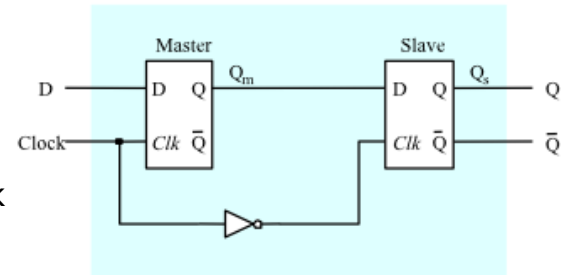 Master Slave
D D Q Qm D Q Qs Q
Clock Clk Q̅ Clk Q̅ Q̅
k